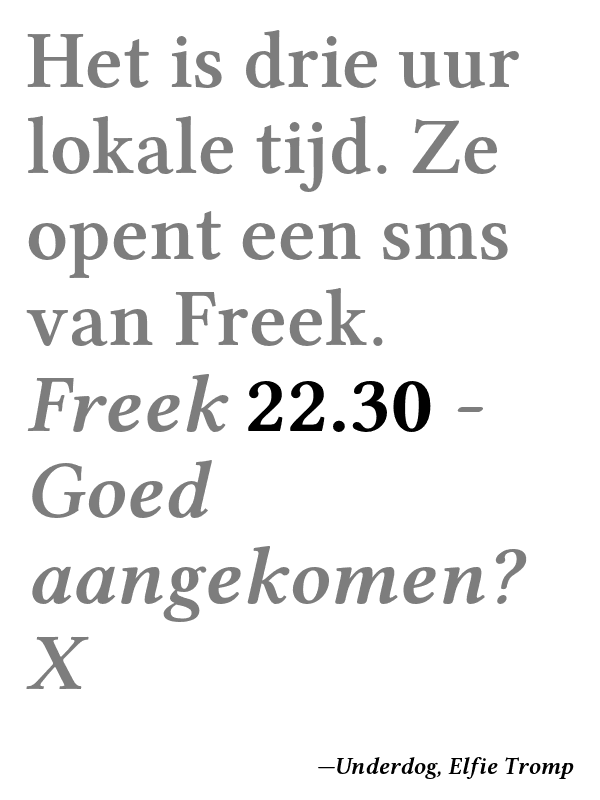 Het is drie uur
lokale tijd. Ze
opent een sms
van Freek.
Freek 22.30 -
Goed
aangekomen?
X
—Underdog, Elfie Tromp